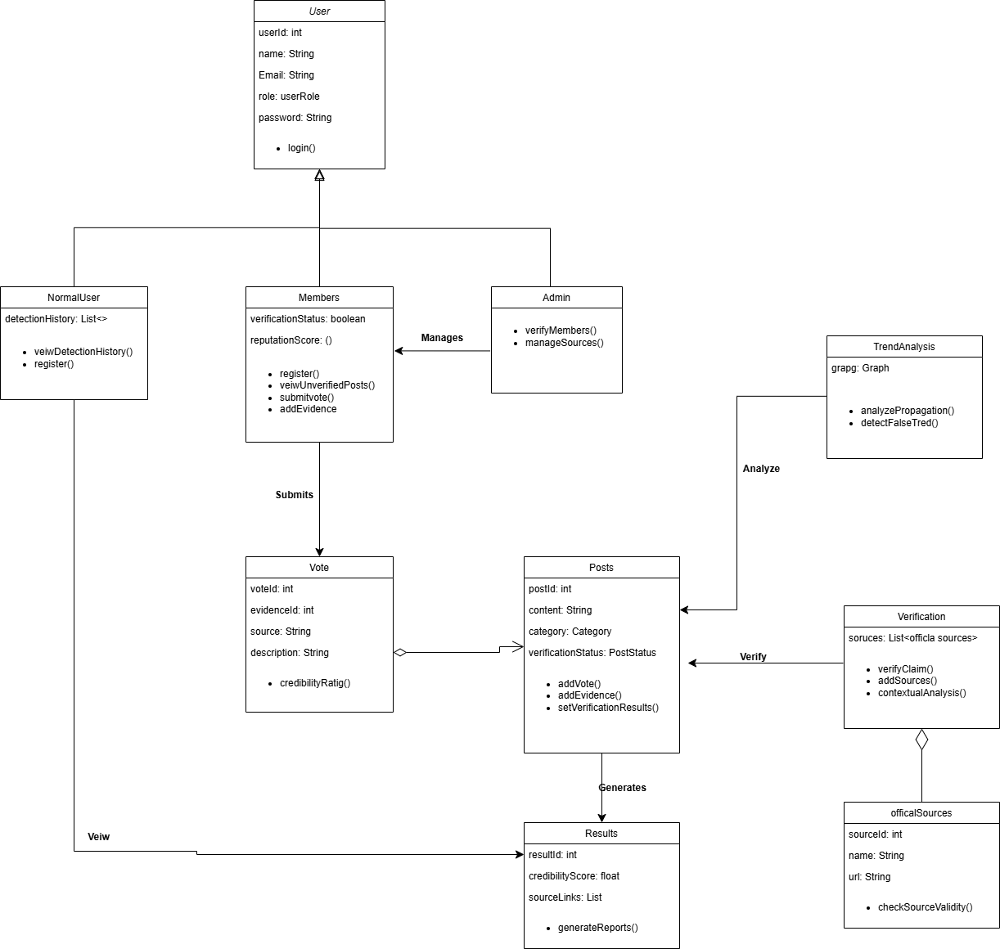 User
userId: int
name: String
Email: String
role: userRole
password: String
login()
NormalUser
detectionHistory: List<>
veiwDetectionHistory()
register()
Members
verificationStatus: boolean
reputationScore: ()
register()
veiwUnverifiedPosts()
submitvote()
addEvidence
Manages
Admin
verifyMembers()
manageSources()
TrendAnalysis
grapg: Graph
analyzePropagation()
detectFalseTred()
Analyze
Submits
Vote
voteId: int
evidenceId: int
source: String
description: String
credibilityRatig()
Posts
postId: int
content: String
category: Category
verificationStatus: PostStatus
addVote()
addEvidence()
setVerificationResults()
Verify
Verification
soruces: List<officla sources>
verifyClaim()
addSources()
contextualAnalysis()
Generates
Veiw
Results
resultId: int
credibilityScore: float
sourceLinks: List
generateReports()
officalSources
sourceId: int
name: String
url: String
checkSourceValidity()